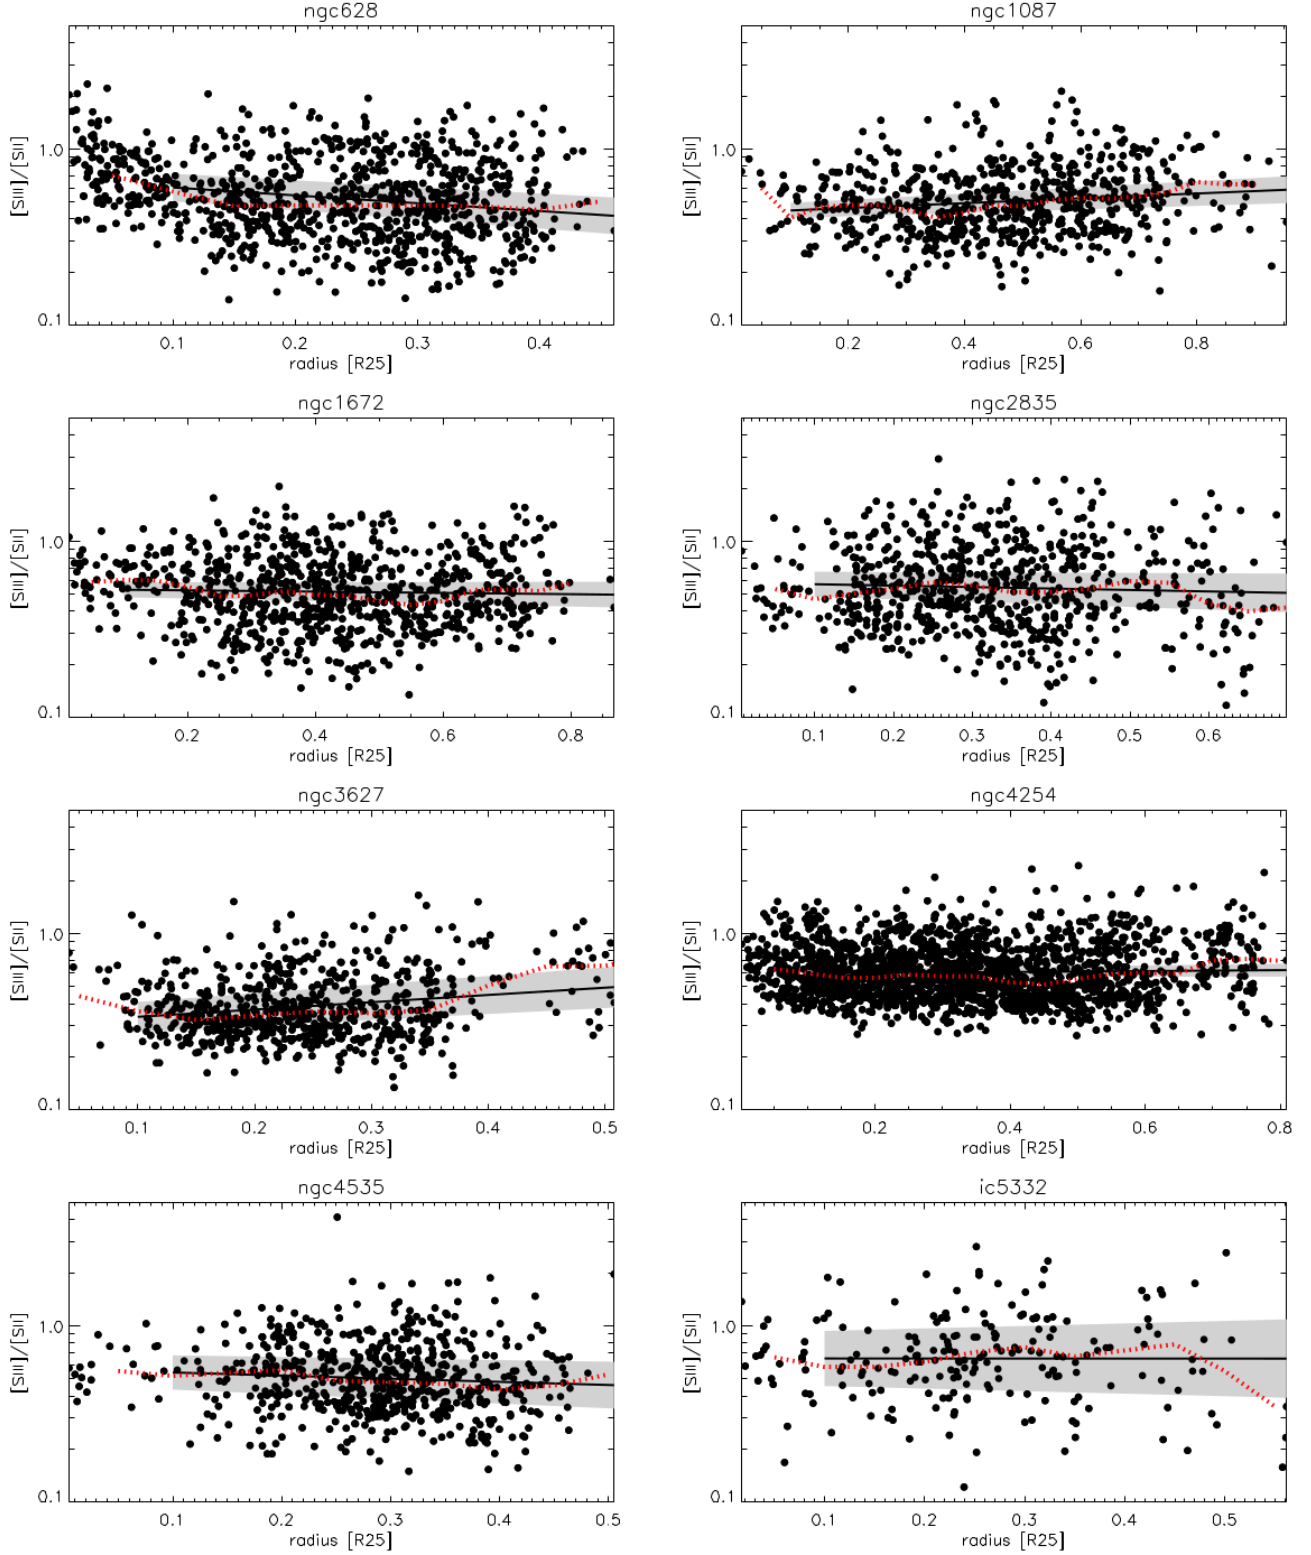 ngc628
[SIII]/[SII]
1.0
0.1
0.1 0.2 0.3 0.4
radius [R25]
ngc1087
[SIII]/[SII]
1.0
0.1
0.2 0.4 0.6 0.8
radius [R25]
ngc1672
[SIII]/[SII]
1.0
0.1
0.2 0.4 0.6 0.8
radius [R25]
ngc2835
[SIII]/[SII]
1.0
0.1
0.1 0.2 0.3 0.4 0.5 0.6
radius [R25]
ngc3627
[SIII]/[SII]
1.0
0.1
0.1 0.2 0.3 0.4 0.5
radius [R25]
ngc4254
[SIII]/[SII]
1.0
0.1
0.2 0.4 0.6 0.8
radius [R25]
ngc4535
[SIII]/[SII]
1.0
0.1
0.1 0.2 0.3 0.4 0.5
radius [R25]
ic5332
[SIII]/[SII]
1.0
0.1
0.1 0.2 0.3 0.4 0.5
radius [R25]